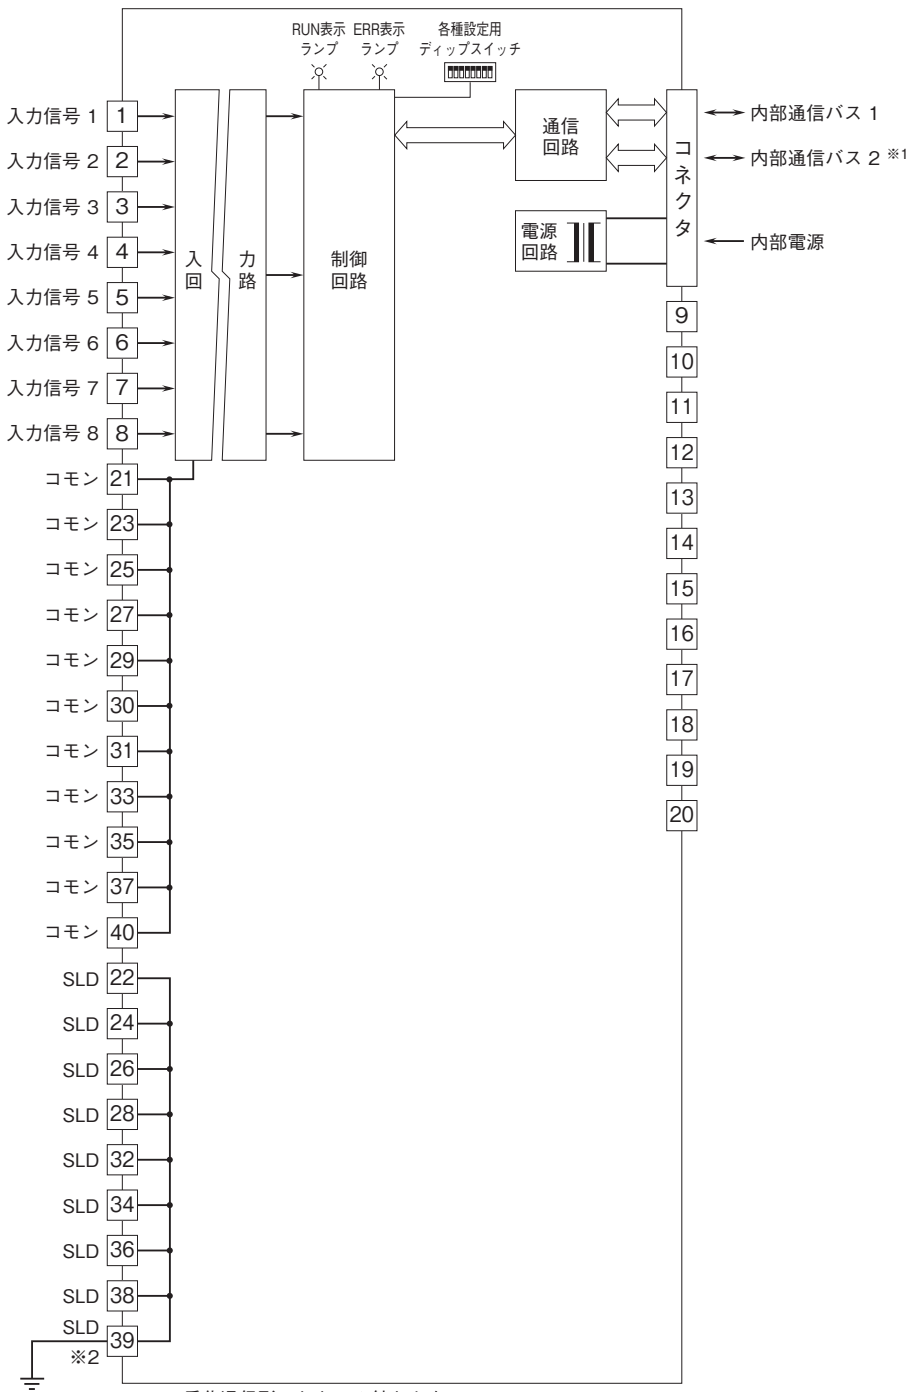 RUN表示
ランプ
ERR表示
ランプ
各種設定用
ディップスイッチ
入力信号 1 1
入力信号 2 2
入力信号 3 3
入力信号 4 4
入力信号 5 5
入力信号 6 6
入力信号 7 7
入力信号 8 8
入力
回路
制御
回路
通信
回路
電源
回路
コネクタ
内部通信バス 1
内部通信バス 2 ※1
内部電源
9
10
11
12
13
14
15
16
17
18
19
20
コモン 21
コモン 23
コモン 25
コモン 27
コモン 29
コモン 30
コモン 31
コモン 33
コモン 35
コモン 37
コモン 40
SLD 22
SLD 24
SLD 26
SLD 28
SLD 32
SLD 34
SLD 36
SLD 38
SLD 39
※2